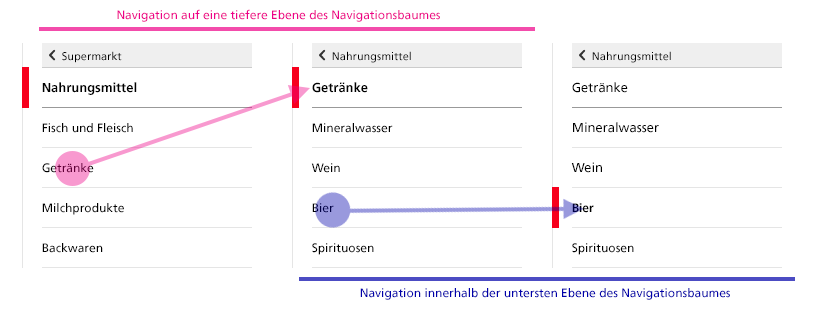 Navigation auf eine tiefere Ebene des Navigationsbaumes
Supermarkt
Nahrungsmittel
Fisch und Fleisch
Getränke
Milchprodukte
Backwaren
Nahrungsmittel
Getränke
Mineralwasser
Wein
Bier
Spirituosen
Nahrungsmittel
Getränke
Mineralwasser
Wein
Bier
Spirituosen
Navigation innerhalb der untersten Ebene des Navigationsbaumes